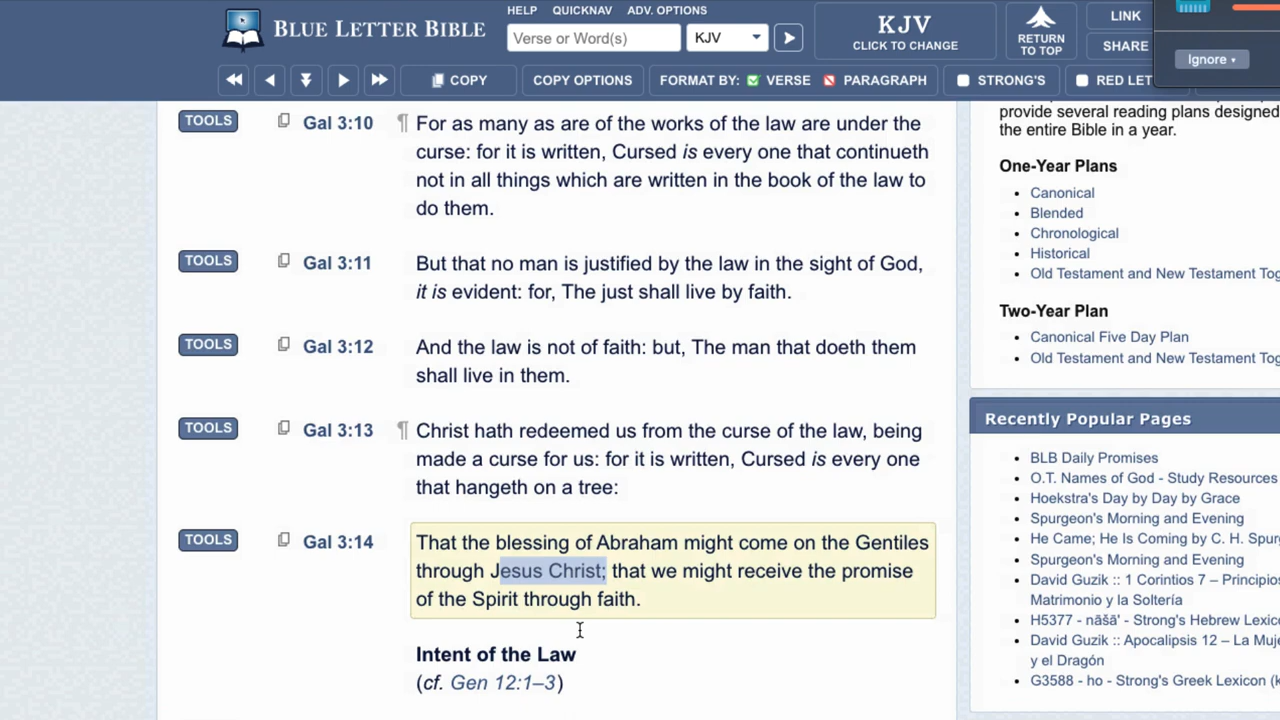 HELP QUICKNAV ADV. OPTIONS
BLUE LETTER BIBLE
Verse or Word(s)
KJV
KJV
CLICK TO CHANGE
RETURN
TO TOP
LINK
SHARE
Ignore
COPY
COPY OPTIONS
FORMAT BY: VERSE PARAGRAPH
STRONG'S
RED LET
TOOLS Gal 3:10 ¶ For as many as are of the works of the law are under the
curse: for it is written, Cursed is every one that continueth
not in all things which are written in the book of the law to
do them.
TOOLS Gal 3:11 But that no man is justified by the law in the sight of God,
it is evident: for, The just shall live by faith.
TOOLS Gal 3:12 And the law is not of faith: but, The man that doeth them
shall live in them.
TOOLS Gal 3:13 ¶ Christ hath redeemed us from the curse of the law, being
made a curse for us: for it is written, Cursed is every one
that hangeth on a tree:
TOOLS Gal 3:14 That the blessing of Abraham might come on the Gentiles
through Jesus Christ; that we might receive the promise
of the Spirit through faith.
Intent of the Law
(cf. Gen 12:1–3)
provide several reading plans designed
the entire Bible in a year.
One-Year Plans
• Canonical
• Blended
• Chronological
• Historical
• Old Testament and New Testament Tog
Two-Year Plan
• Canonical Five Day Plan
• Old Testament and New Testament Tog
Recently Popular Pages
• BLB Daily Promises
• O.T. Names of God - Study Resources
• Hoekstra's Day by Day by Grace
• Spurgeon's Morning and Evening
• He Came; He Is Coming by C. H. Spurg
• Spurgeon's Morning and Evening
• David Guzik :: 1 Corintios 7 – Principios
Matrimonio y la Soltería
• H5377 - nāšā' - Strong's Hebrew Lexico
• David Guzik :: Apocalipsis 12 – La Muje
y el Dragón
• G3588 - ho - Strong's Greek Lexicon (k